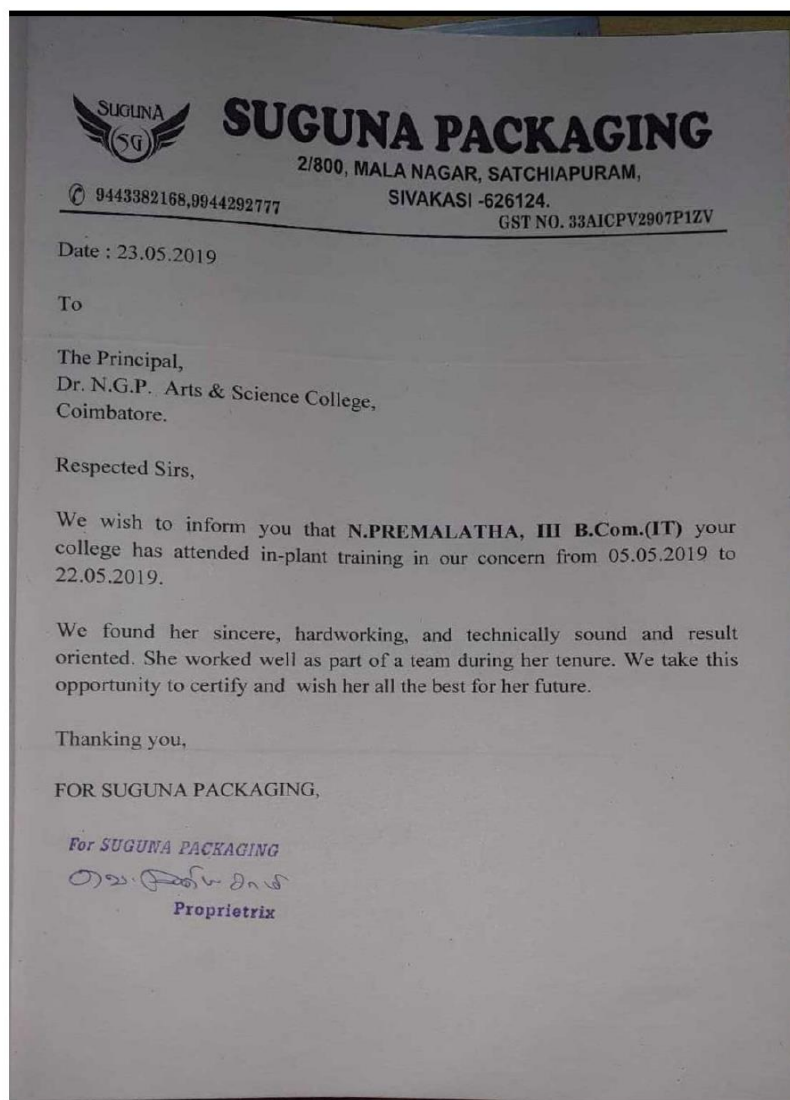 SUGUNA
SG
SUGUNA PACKAGING
2/800, MALA NAGAR, SATCHIAPURAM,
SIVAKASI -626124.
✆ 9443382168,9944292777
GST NO. 33AICPV2907P1ZV
Date : 23.05.2019
To
The Principal,
Dr. N.G.P. Arts & Science College,
Coimbatore.
Respected Sirs,
We wish to inform you that N.PREMALATHA, III B.Com.(IT) your
college has attended in-plant training in our concern from 05.05.2019 to
22.05.2019.
We found her sincere, hardworking, and technically sound and result
oriented. She worked well as part of a team during her tenure. We take this
opportunity to certify and wish her all the best for her future.
Thanking you,
FOR SUGUNA PACKAGING,
For SUGUNA PACKAGING
Proprietrix